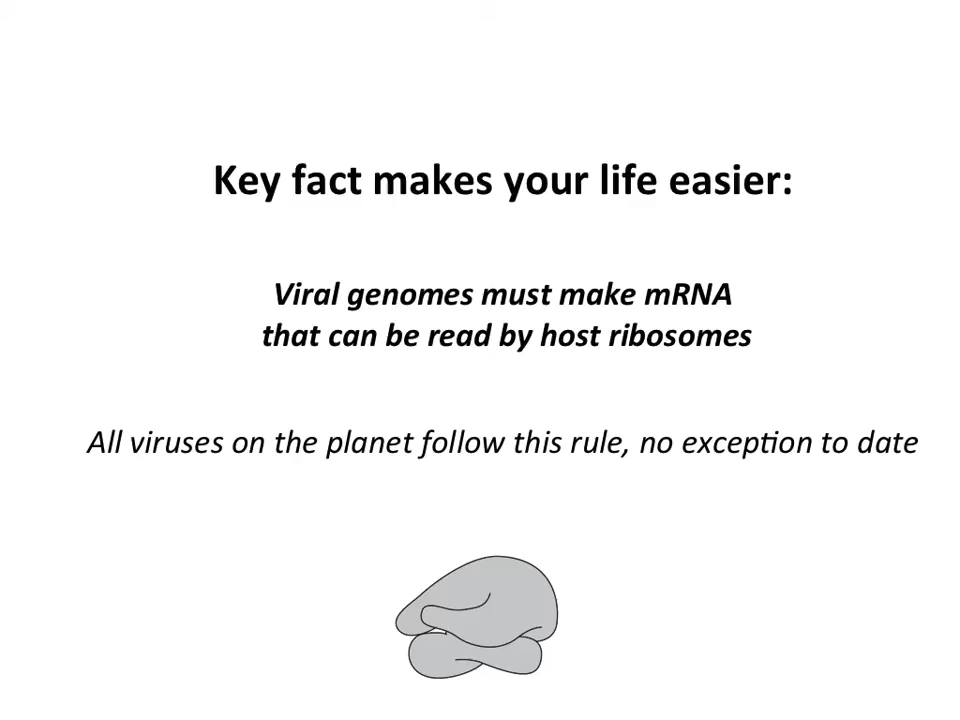 Key fact makes your life easier:
Viral genomes must make mRNA
that can be read by host ribosomes
All viruses on the planet follow this rule, no exception to date